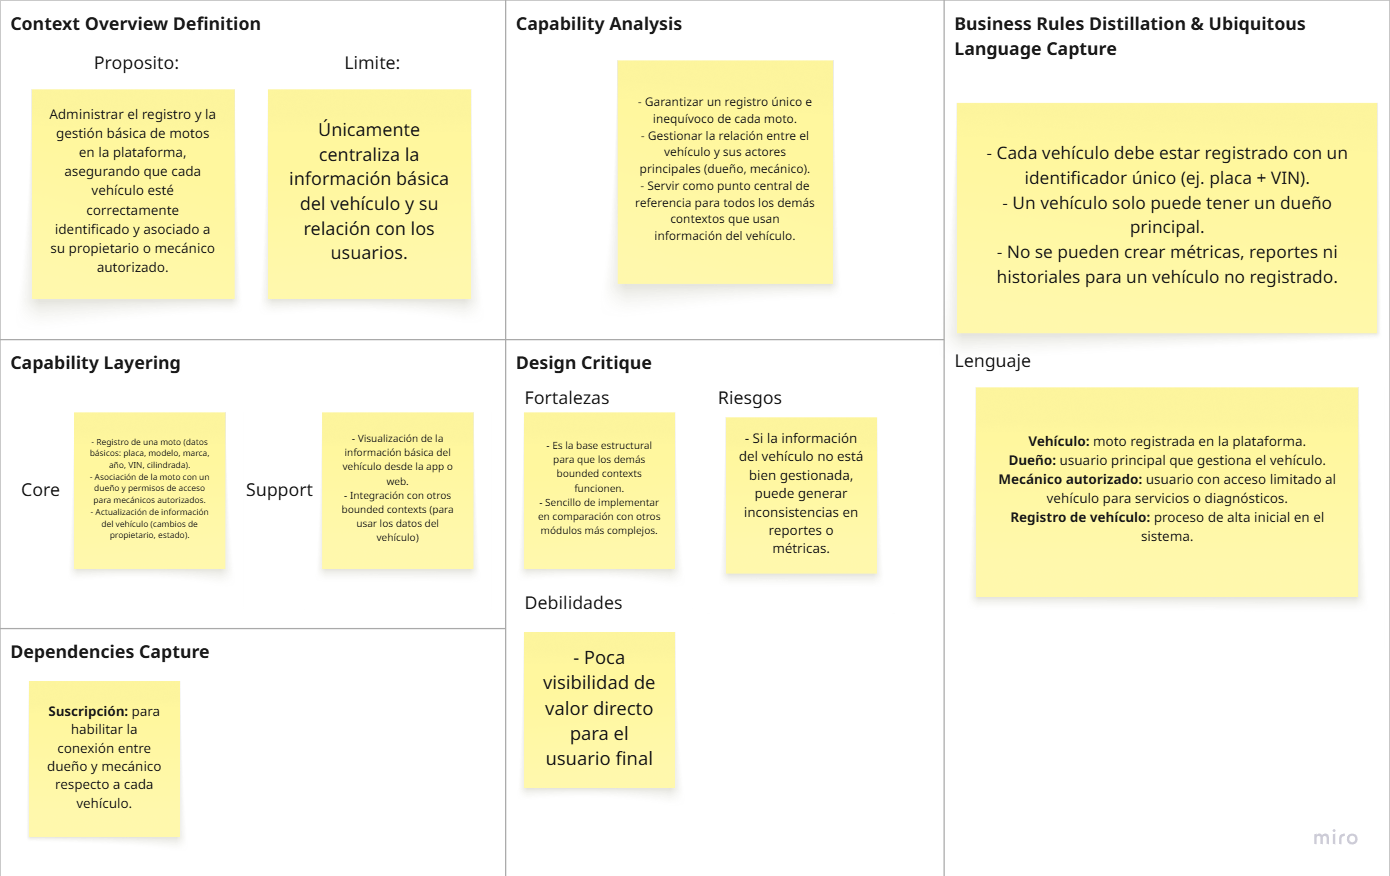 Context Overview Definition
Proposito:
Administrar el registro y la
gestión básica de motos
en la plataforma,
asegurando que cada
vehículo esté
correctamente
identificado y asociado a
su propietario o mecánico
autorizado.
Limite:
Únicamente
centraliza la
información básica
del vehículo y su
relación con los
usuarios.
Capability Analysis
- Garantizar un registro único e
inequívoco de cada moto.
- Gestionar la relación entre el
vehículo y sus actores
principales (dueño, mecánico).
- Servir como punto central de
referencia para todos los demás
contextos que usan
información del vehículo.
Business Rules Distillation & Ubiquitous
Language Capture
- Cada vehículo debe estar registrado con un
identificador único (ej. placa + VIN).
- Un vehículo solo puede tener un dueño
principal.
- No se pueden crear métricas, reportes ni
historiales para un vehículo no registrado.
Lenguaje
Vehículo: moto registrada en la plataforma.
Dueño: usuario principal que gestiona el vehículo.
Mecánico autorizado: usuario con acceso limitado al
vehículo para servicios o diagnósticos.
Registro de vehículo: proceso de alta inicial en el
sistema.
Capability Layering
Core
- Registro de una moto (datos
básicos: placa, modelo, marca,
año, VIN, cilindrada).
- Asociación de la moto con un
dueño y permisos de acceso
para mecánicos autorizados.
- Actualización de información
del vehículo (cambios de
propietario, estado).
Support
- Visualización de la
información básica del
vehículo desde la app o
web.
- Integración con otros
bounded contexts (para
usar los datos del
vehículo)
Design Critique
Fortalezas
- Es la base estructural
para que los demás
bounded contexts
funcionen.
- Sencillo de implementar
en comparación con otros
módulos más complejos.
Riesgos
- Si la información
del vehículo no está
bien gestionada,
puede generar
inconsistencias en
reportes o
métricas.
Debilidades
- Poca
visibilidad de
valor directo
para el
usuario final
Dependencies Capture
Suscripción: para
habilitar la
conexión entre
dueño y mecánico
respecto a cada
vehículo.
miro